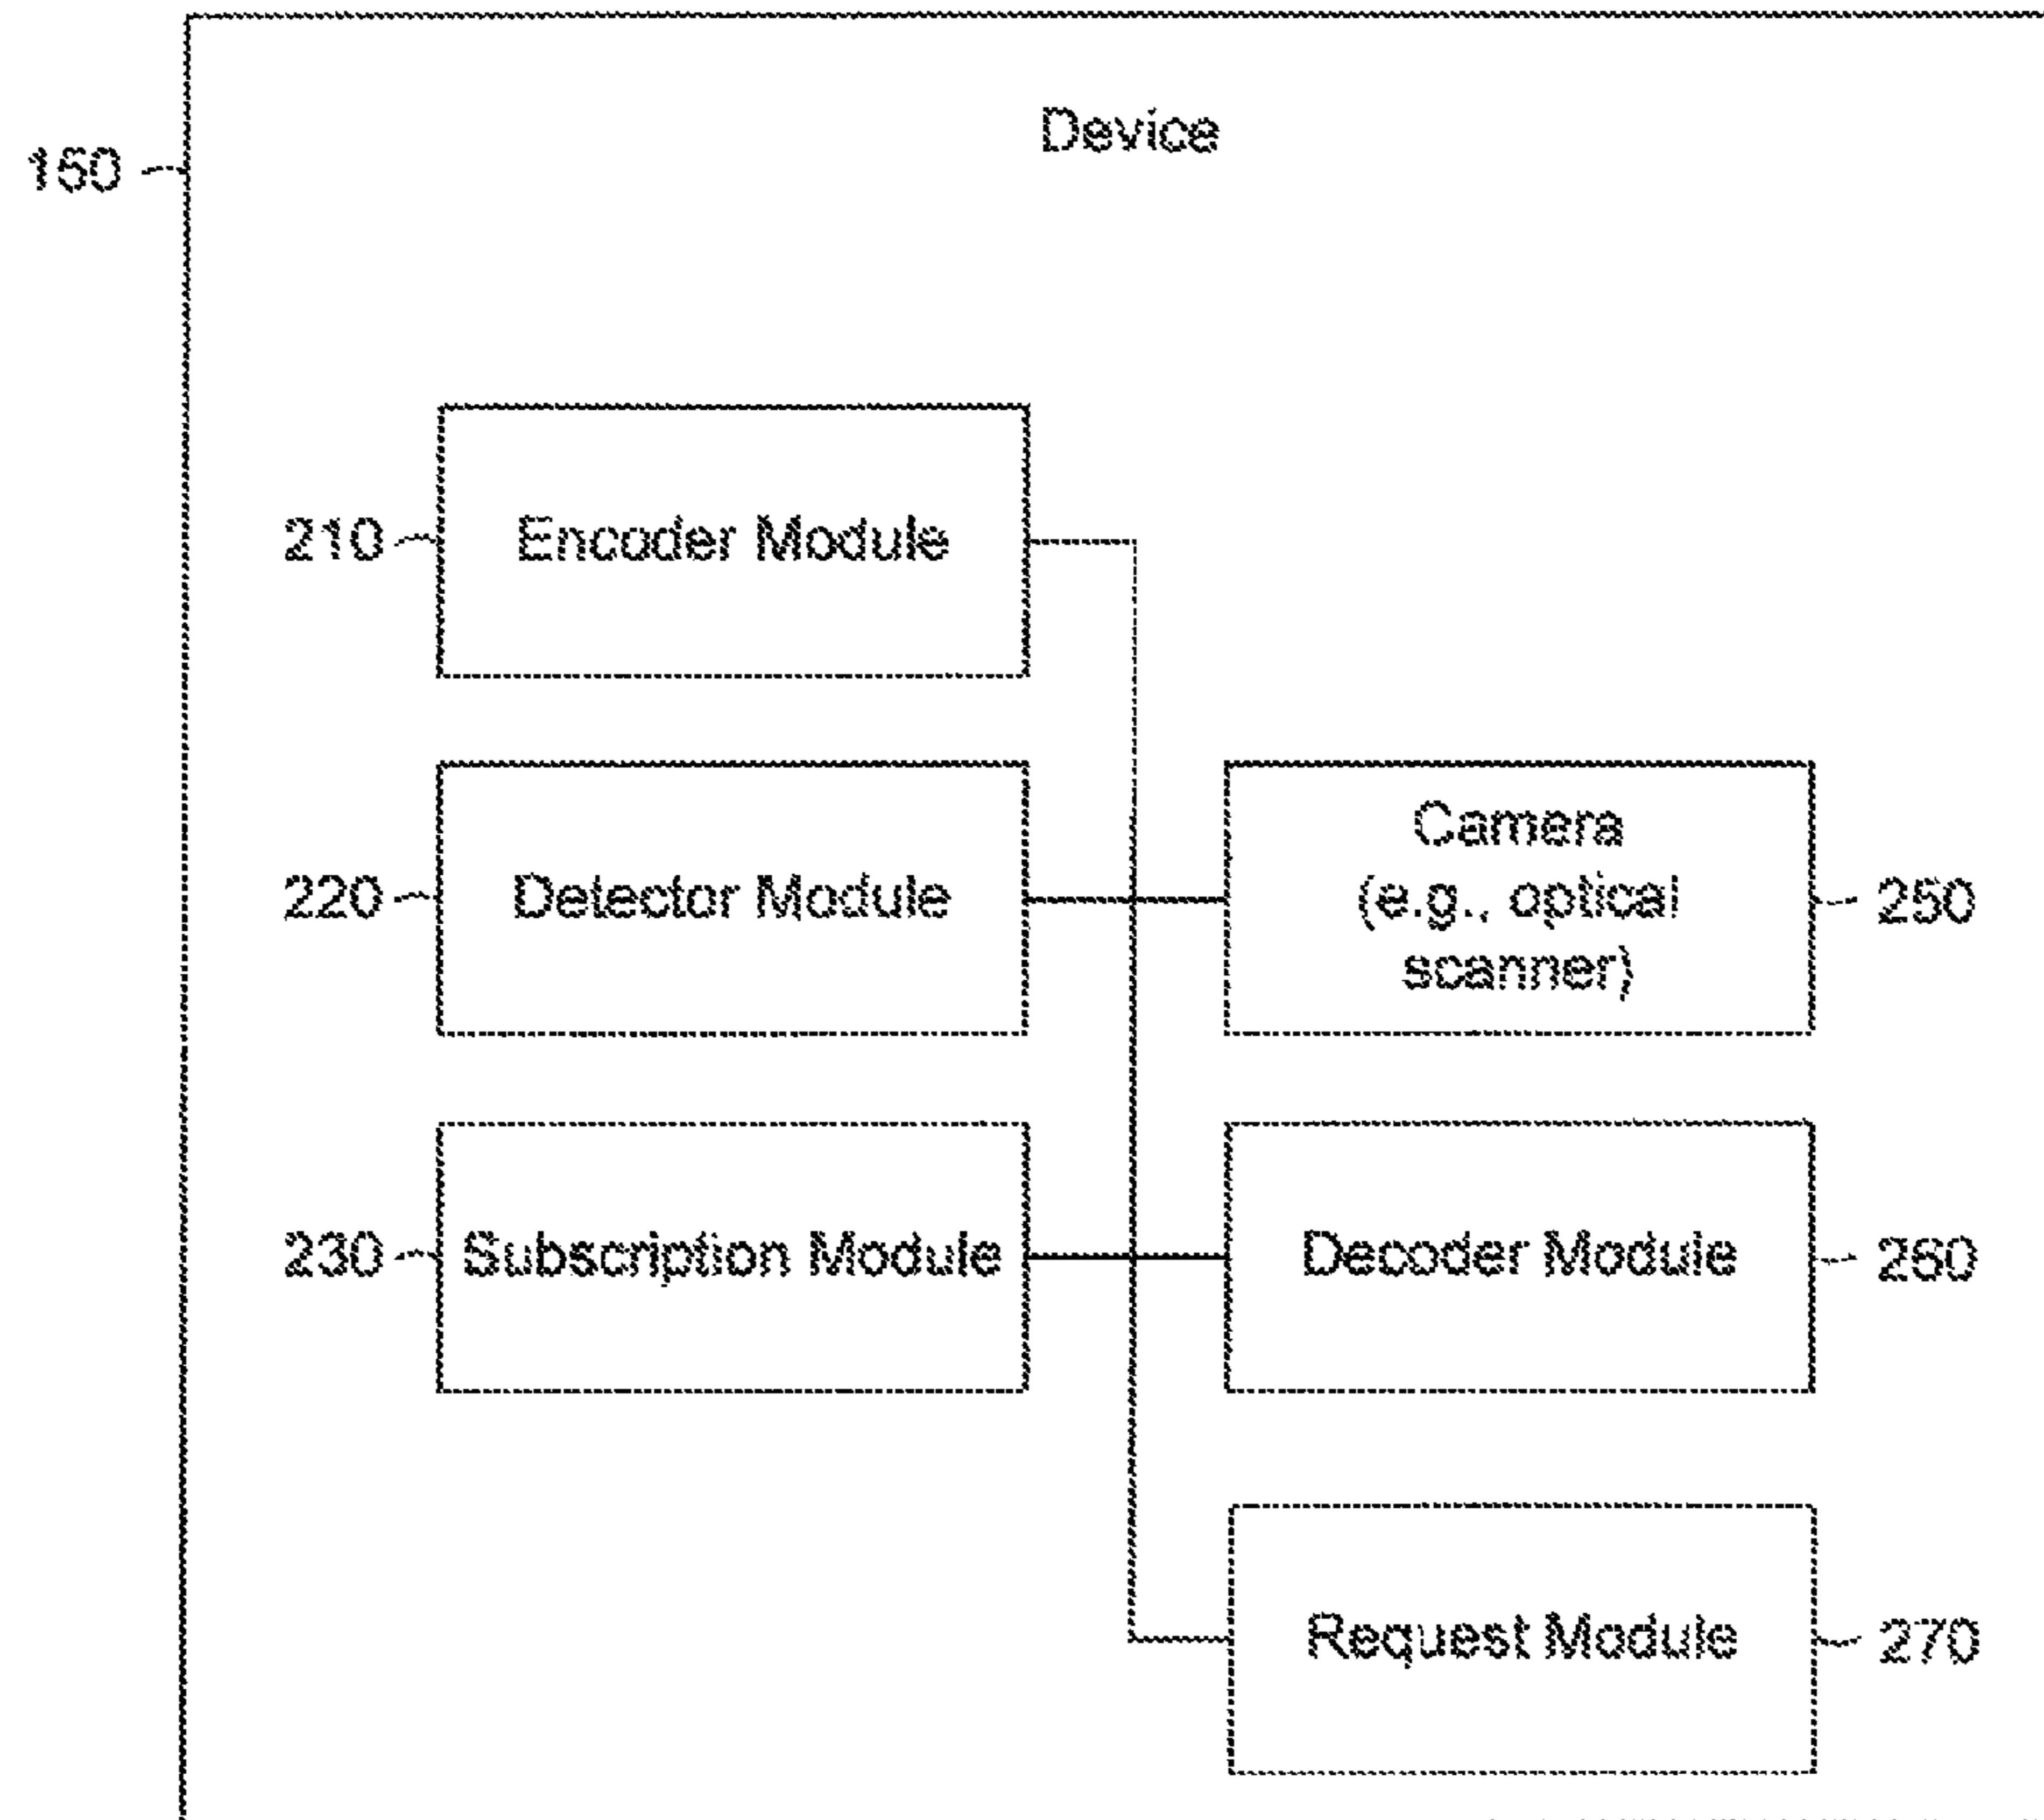 Device
150
210
Encoder Module
220
Detector Module
Camera
(e.g., optical
scanner)
250
230
Subscription Module
Decoder Module
260
Request Module
270